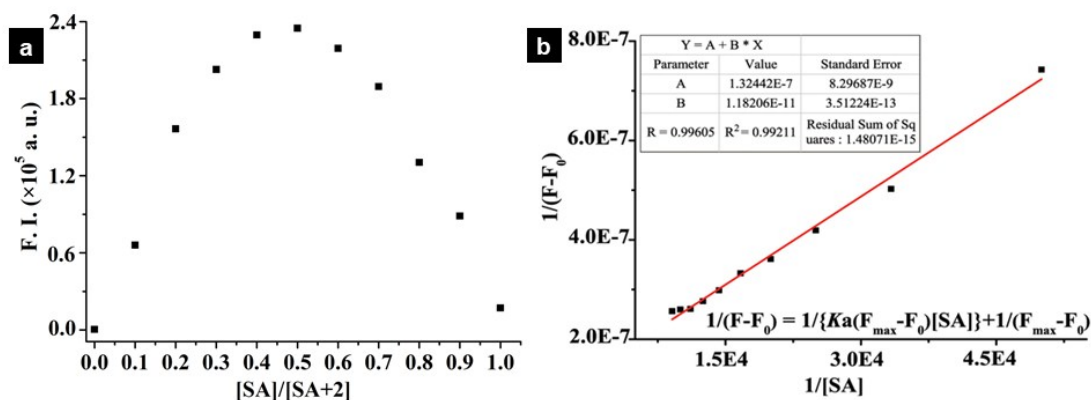 a
F. I. (×10⁵ a. u.)
2.4
1.8
1.2
0.6
0.0
0.0 0.1 0.2 0.3 0.4 0.5 0.6 0.7 0.8 0.9 1.0
[SA]/[SA+2]
b
1/(F-F₀)
8.0E-7
6.0E-7
4.0E-7
2.0E-7
Y = A + B * X
Parameter Value Standard Error
A 1.32442E-7 8.29687E-9
B 1.18206E-11 3.51224E-13
R = 0.99605 R² = 0.99211 Residual Sum of Sq
uares : 1.48071E-15
1/(F-F₀) = 1/{Ka(Fmax-F₀)[SA]}+1/(Fmax-F₀)
1.5E4 3.0E4 4.5E4
1/[SA]